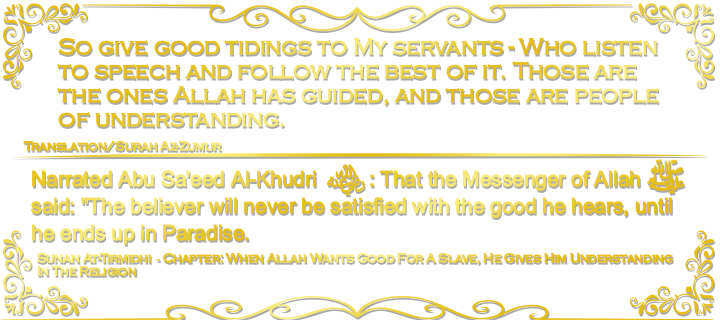 So give good tidings to My servants - Who listen
to speech and follow the best of it. Those are
the ones Allah has guided, and those are people
of understanding.
Translation/Surah Az-Zumur
Narrated Abu Sa'eed Al-Khudri : That the Messenger of Allah
said: "The believer will never be satisfied with the good he hears, until
he ends up in Paradise.
Sunan At-Tirmidhi - Chapter: When Allah Wants Good For A Slave, He Gives Him Understanding
in The Religion